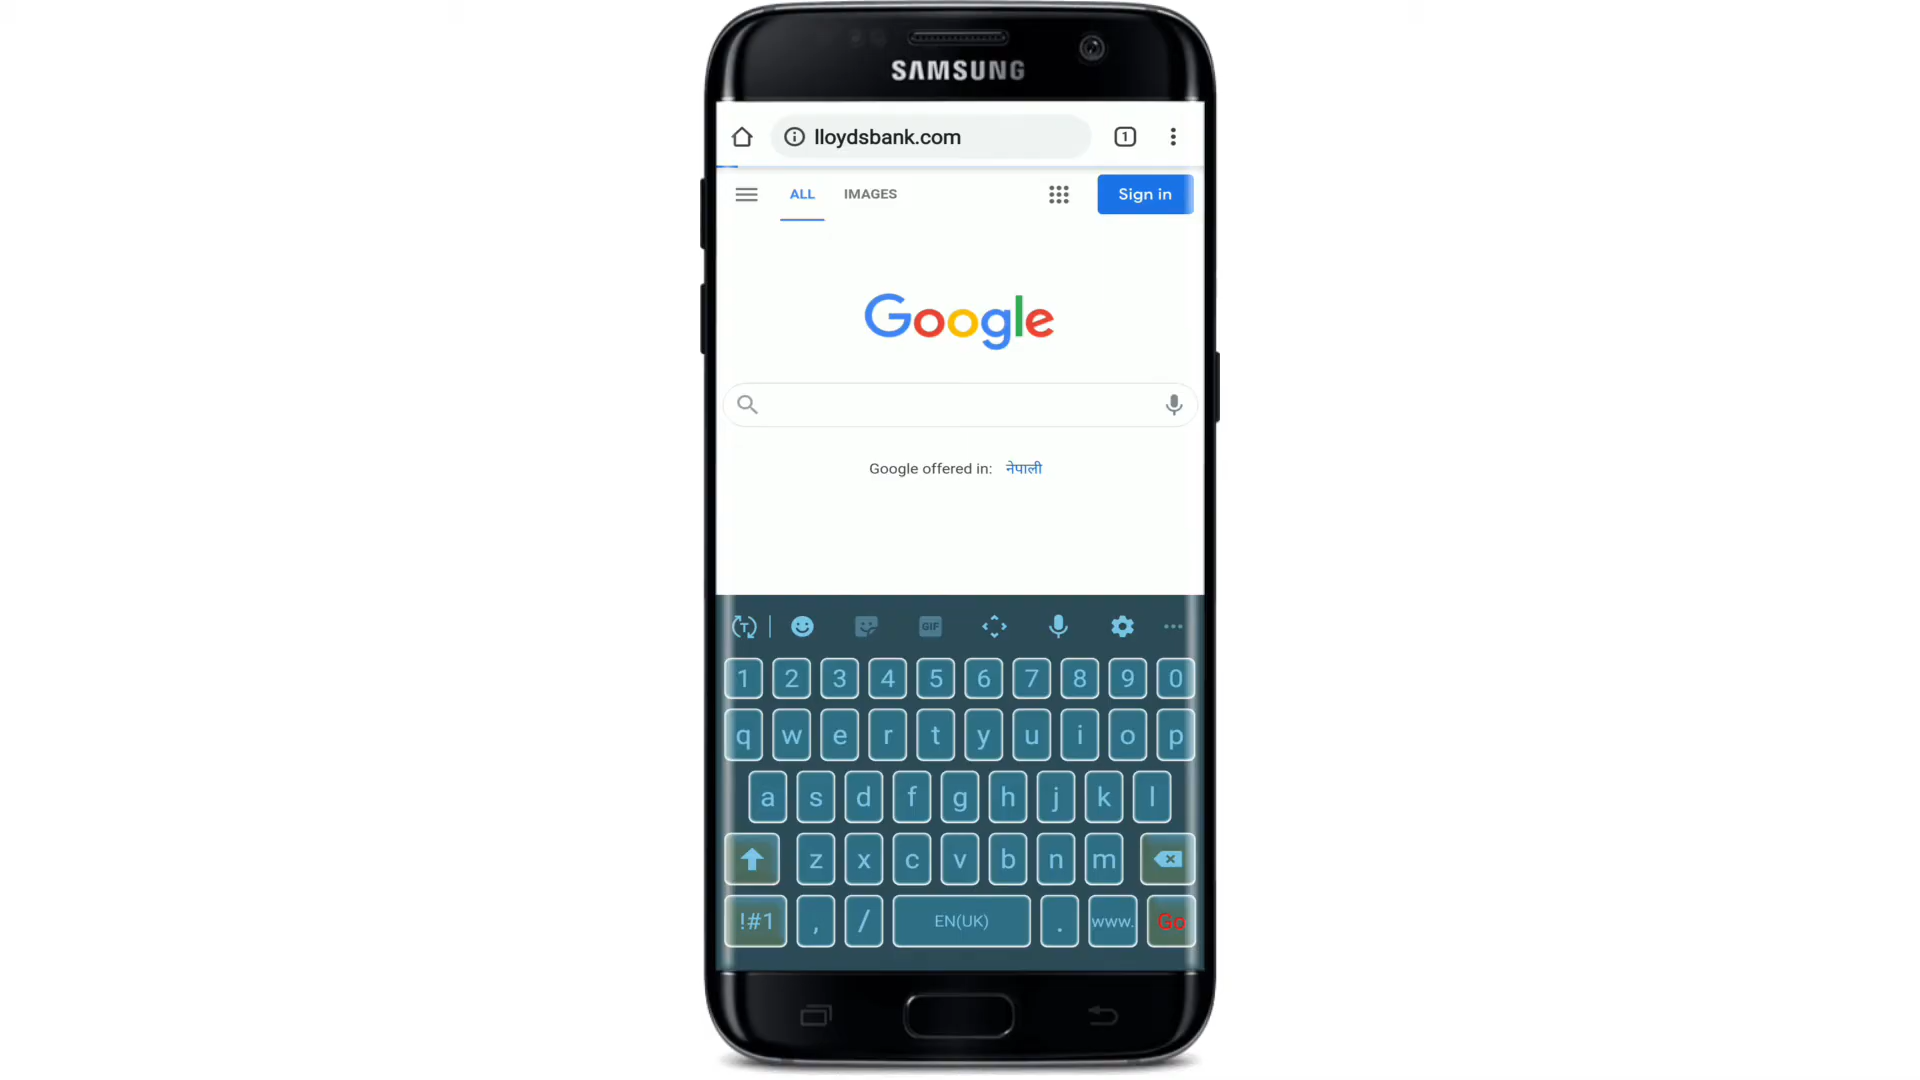 SAMSUNG
lloydsbank.com
1
ALL IMAGES
Sign in
Google
Google offered in: नेपाली
T
GIF
1 2 3 4 5 6 7 8 9 0
q w e r t y u i o p
a s d f g h j k l
z x c v b n m
!#1 , / EN(UK) . www. Go